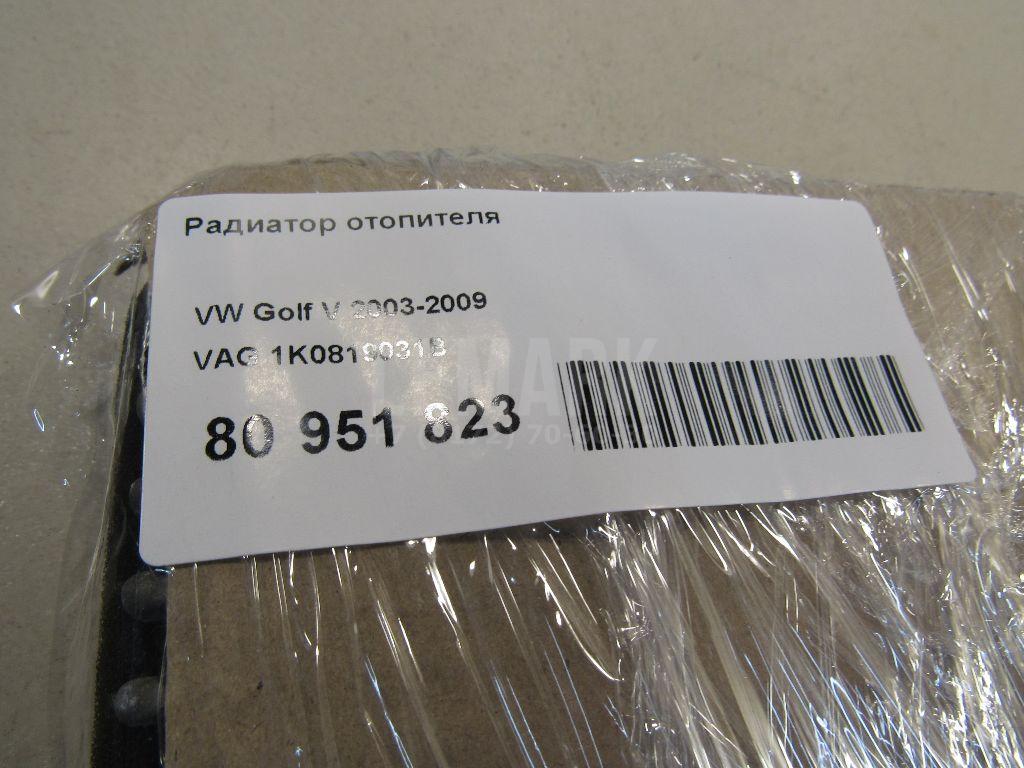 Радиатор отопителя
VW Golf V 2003-2009
VAG 1K0819031B
80 951 823